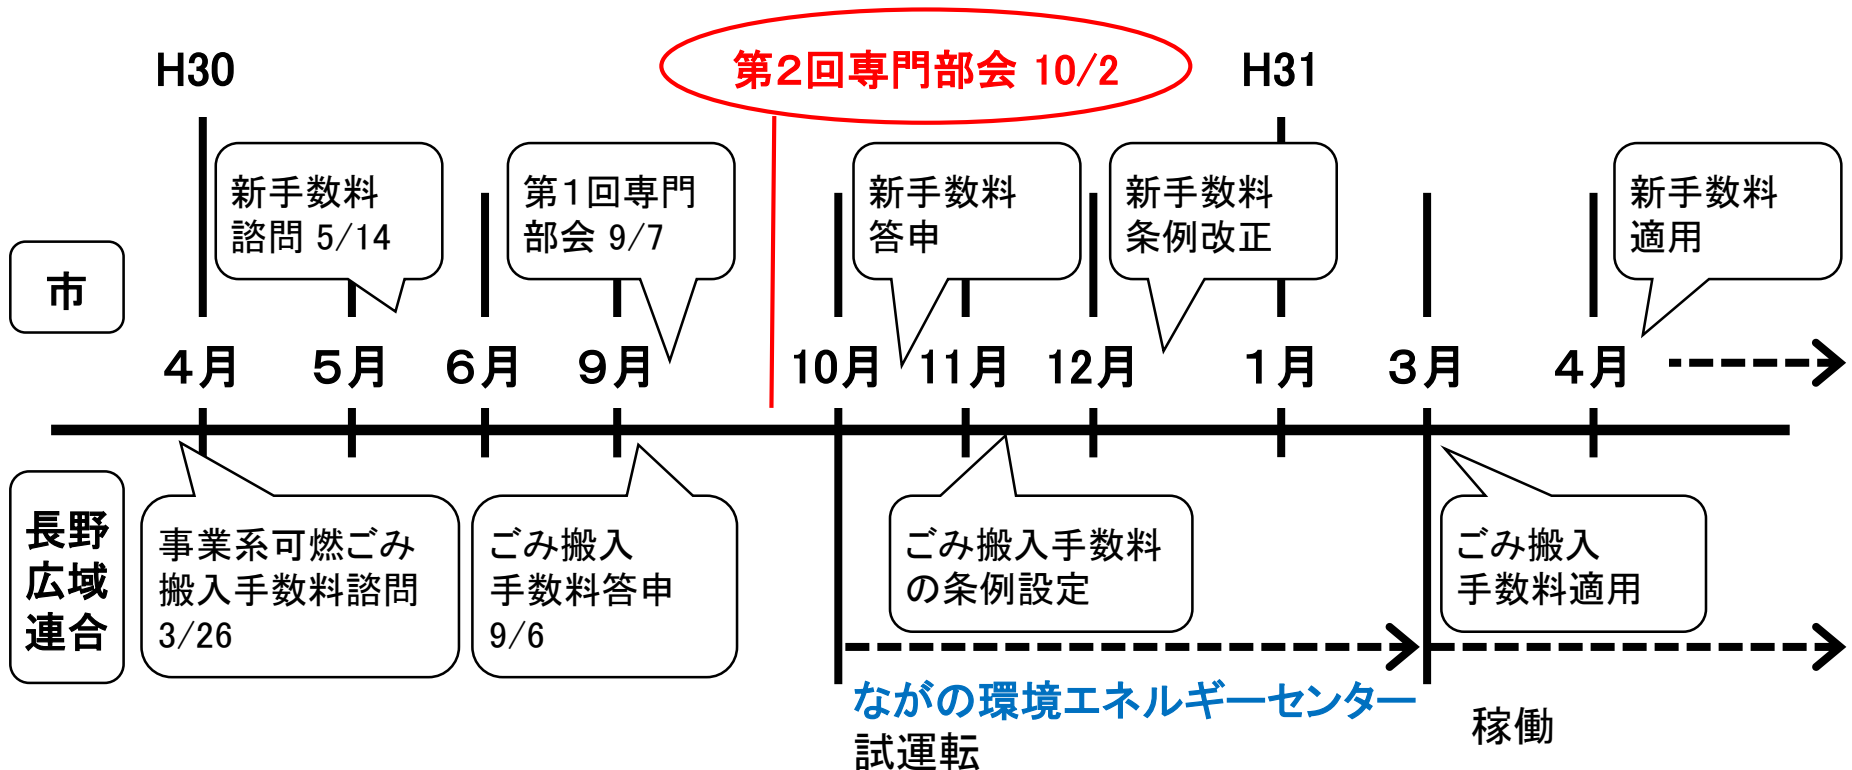 H30
第2回専門部会 10/2
H31
新手数料
諮問 5/14
第1回専門
部会 9/7
新手数料
答申
新手数料
条例改正
新手数料
適用
市
4月
5月
6月
9月
10月
11月
12月
1月
3月
4月
長野
広域
連合
事業系可燃ごみ
搬入手数料諮問
3/26
ごみ搬入
手数料答申
9/6
ごみ搬入手数料
の条例設定
ごみ搬入
手数料適用
ながの環境エネルギーセンター
試運転
稼働